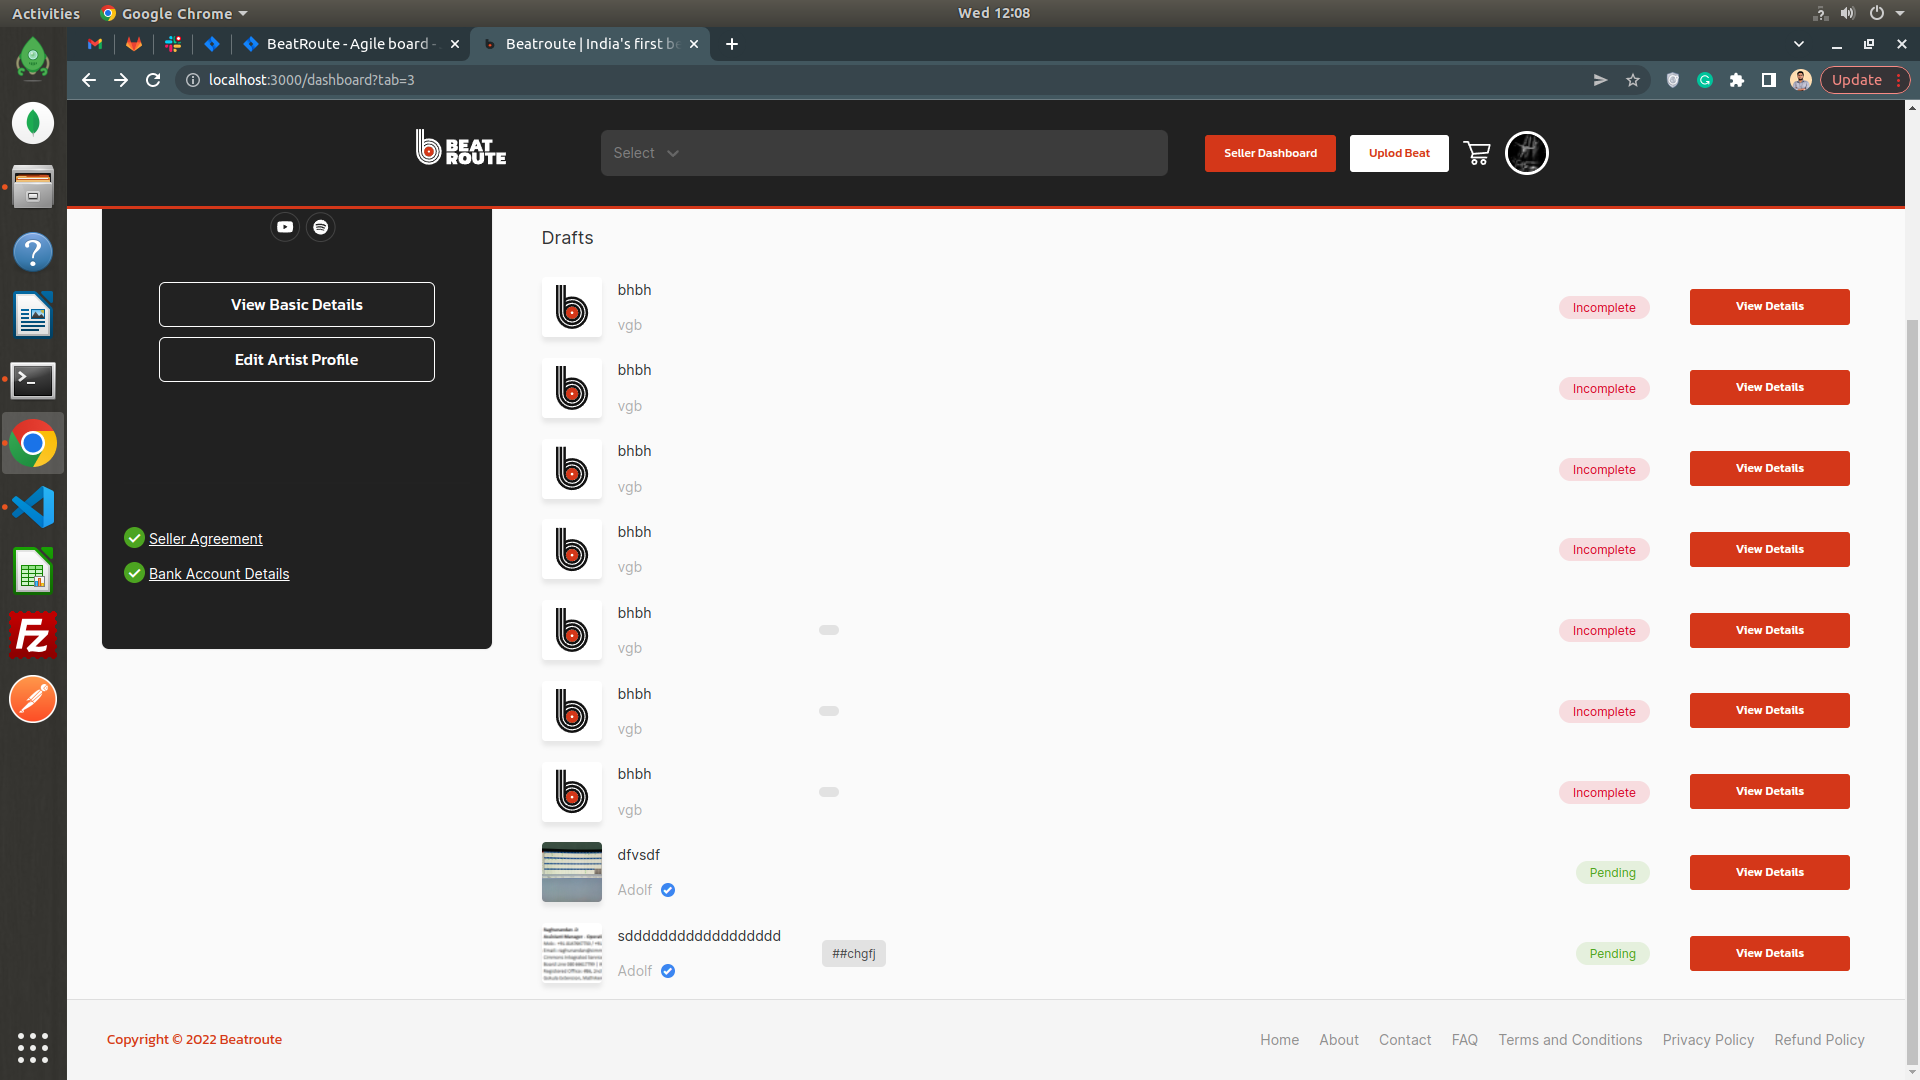 Activities
Google Chrome
Wed 12:08
BeatRoute - Agile board -
Beatroute | India's first be
localhost:3000/dashboard?tab=3
Update
BEAT
ROUTE
Select
Seller Dashboard
Uplod Beat
View Basic Details
Edit Artist Profile
Seller Agreement
Bank Account Details
Drafts
bhbh
vgb
Incomplete
View Details
bhbh
vgb
Incomplete
View Details
bhbh
vgb
Incomplete
View Details
bhbh
vgb
Incomplete
View Details
bhbh
vgb
Incomplete
View Details
bhbh
vgb
Incomplete
View Details
bhbh
vgb
Incomplete
View Details
dfvsdf
Adolf
Pending
View Details
sdddddddddddddddddd
Adolf
##chgfj
Pending
View Details
Copyright © 2022 Beatroute
Home
About
Contact
FAQ
Terms and Conditions
Privacy Policy
Refund Policy